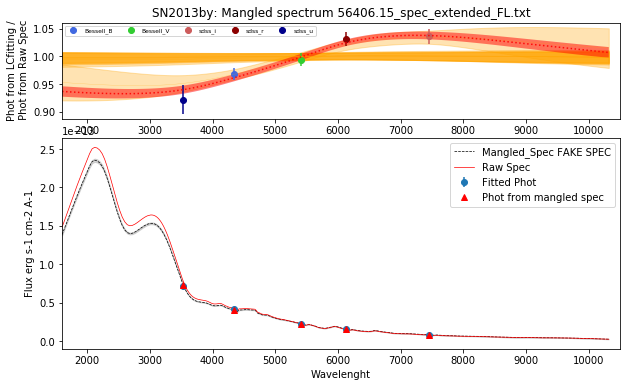 SN2013by: Mangled spectrum 56406.15_spec_extended_FL.txt
Phot from LCfitting /
Phot from Raw Spec
1.05
1.00
0.95
0.90
Bessell_B Bessell_V sdss_i sdss_r sdss_u
2000 3000 4000 5000 6000 7000 8000 9000 10000
1e−13
Flux erg s-1 cm-2 A-1
2.5
2.0
1.5
1.0
0.5
0.0
Mangled_Spec FAKE SPEC
Raw Spec
Fitted Phot
Phot from mangled spec
2000 3000 4000 5000 6000 7000 8000 9000 10000
Wavelenght